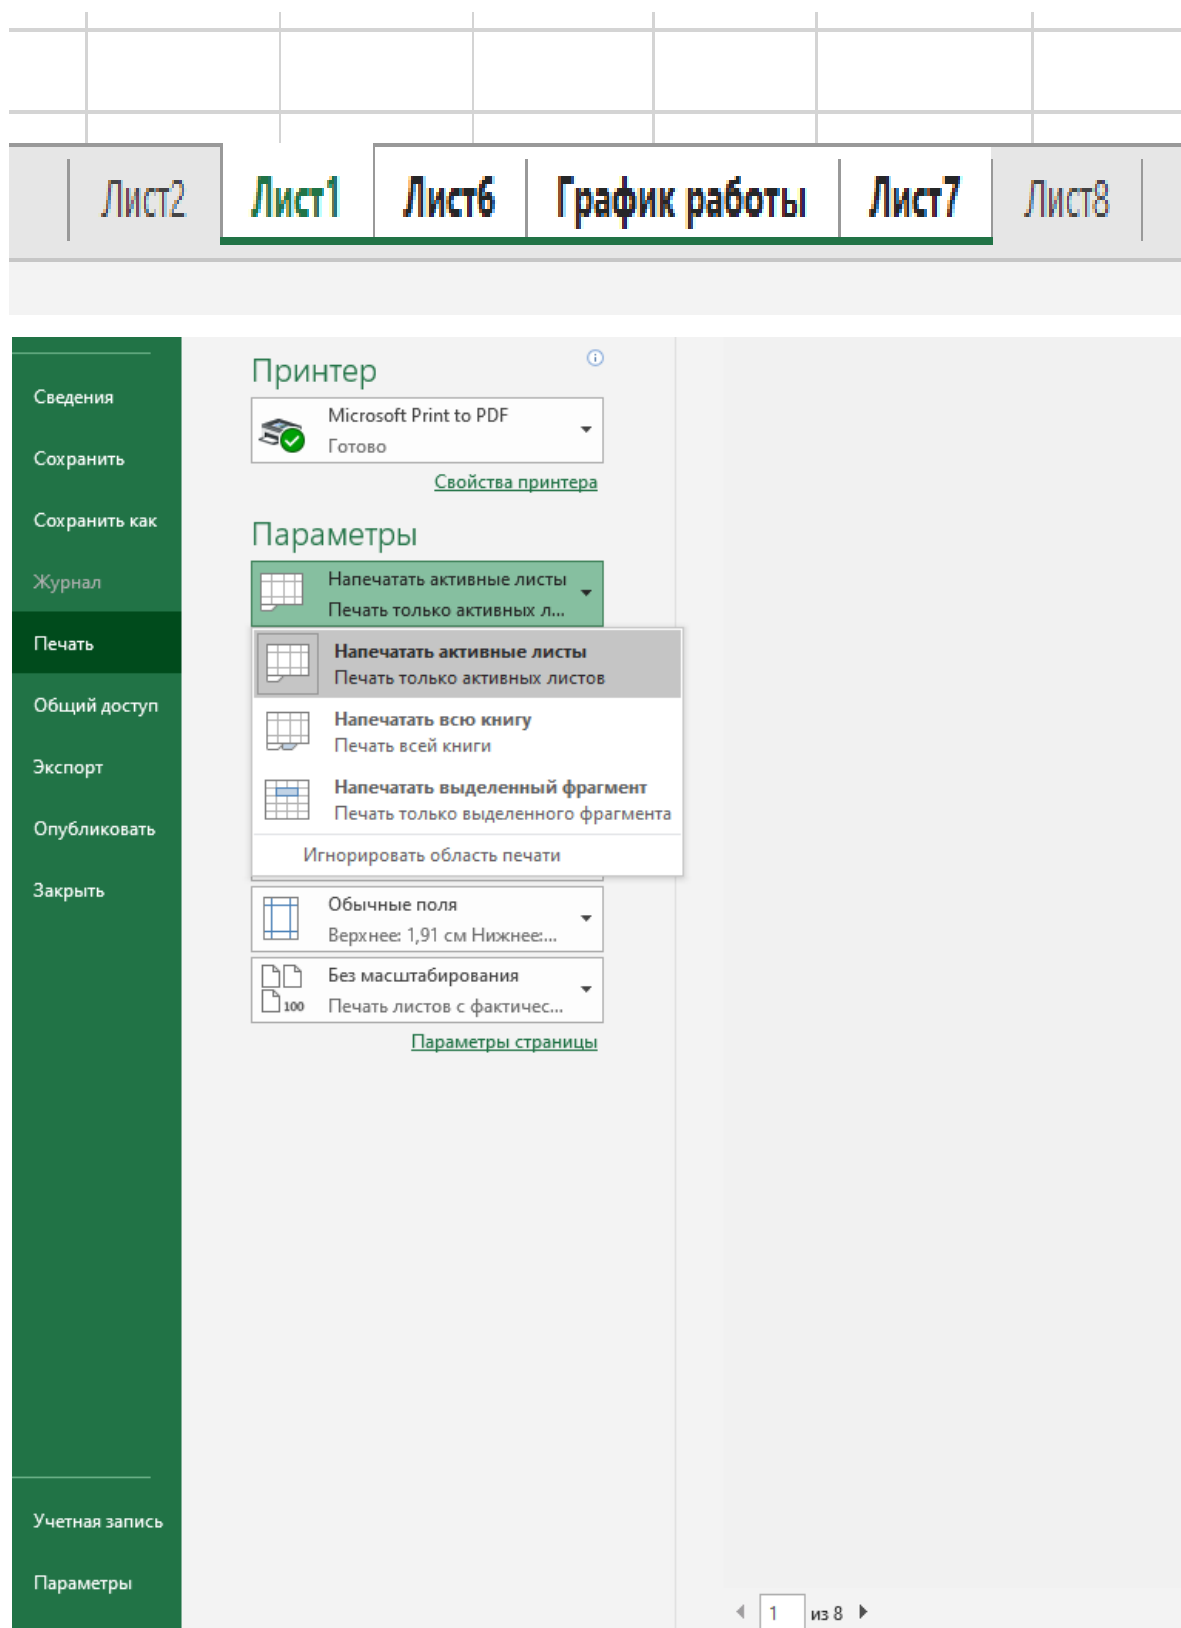 Лист2 Лист1 Лист6 График работы Лист7 Лист8
Сведения
Сохранить
Сохранить как
Журнал
Печать
Общий доступ
Экспорт
Опубликовать
Закрыть
Учетная запись
Параметры
Принтер
Microsoft Print to PDF
Готово
Свойства принтера
Параметры
Напечатать активные листы
Печать только активных л...
Напечатать активные листы
Печать только активных листов
Напечатать всю книгу
Печать всей книги
Напечатать выделенный фрагмент
Печать только выделенного фрагмента
Игнорировать область печати
Обычные поля
Верхнее: 1,91 см Нижнее:...
Без масштабирования
100
Печать листов с фактичес...
Параметры страницы
1 из 8